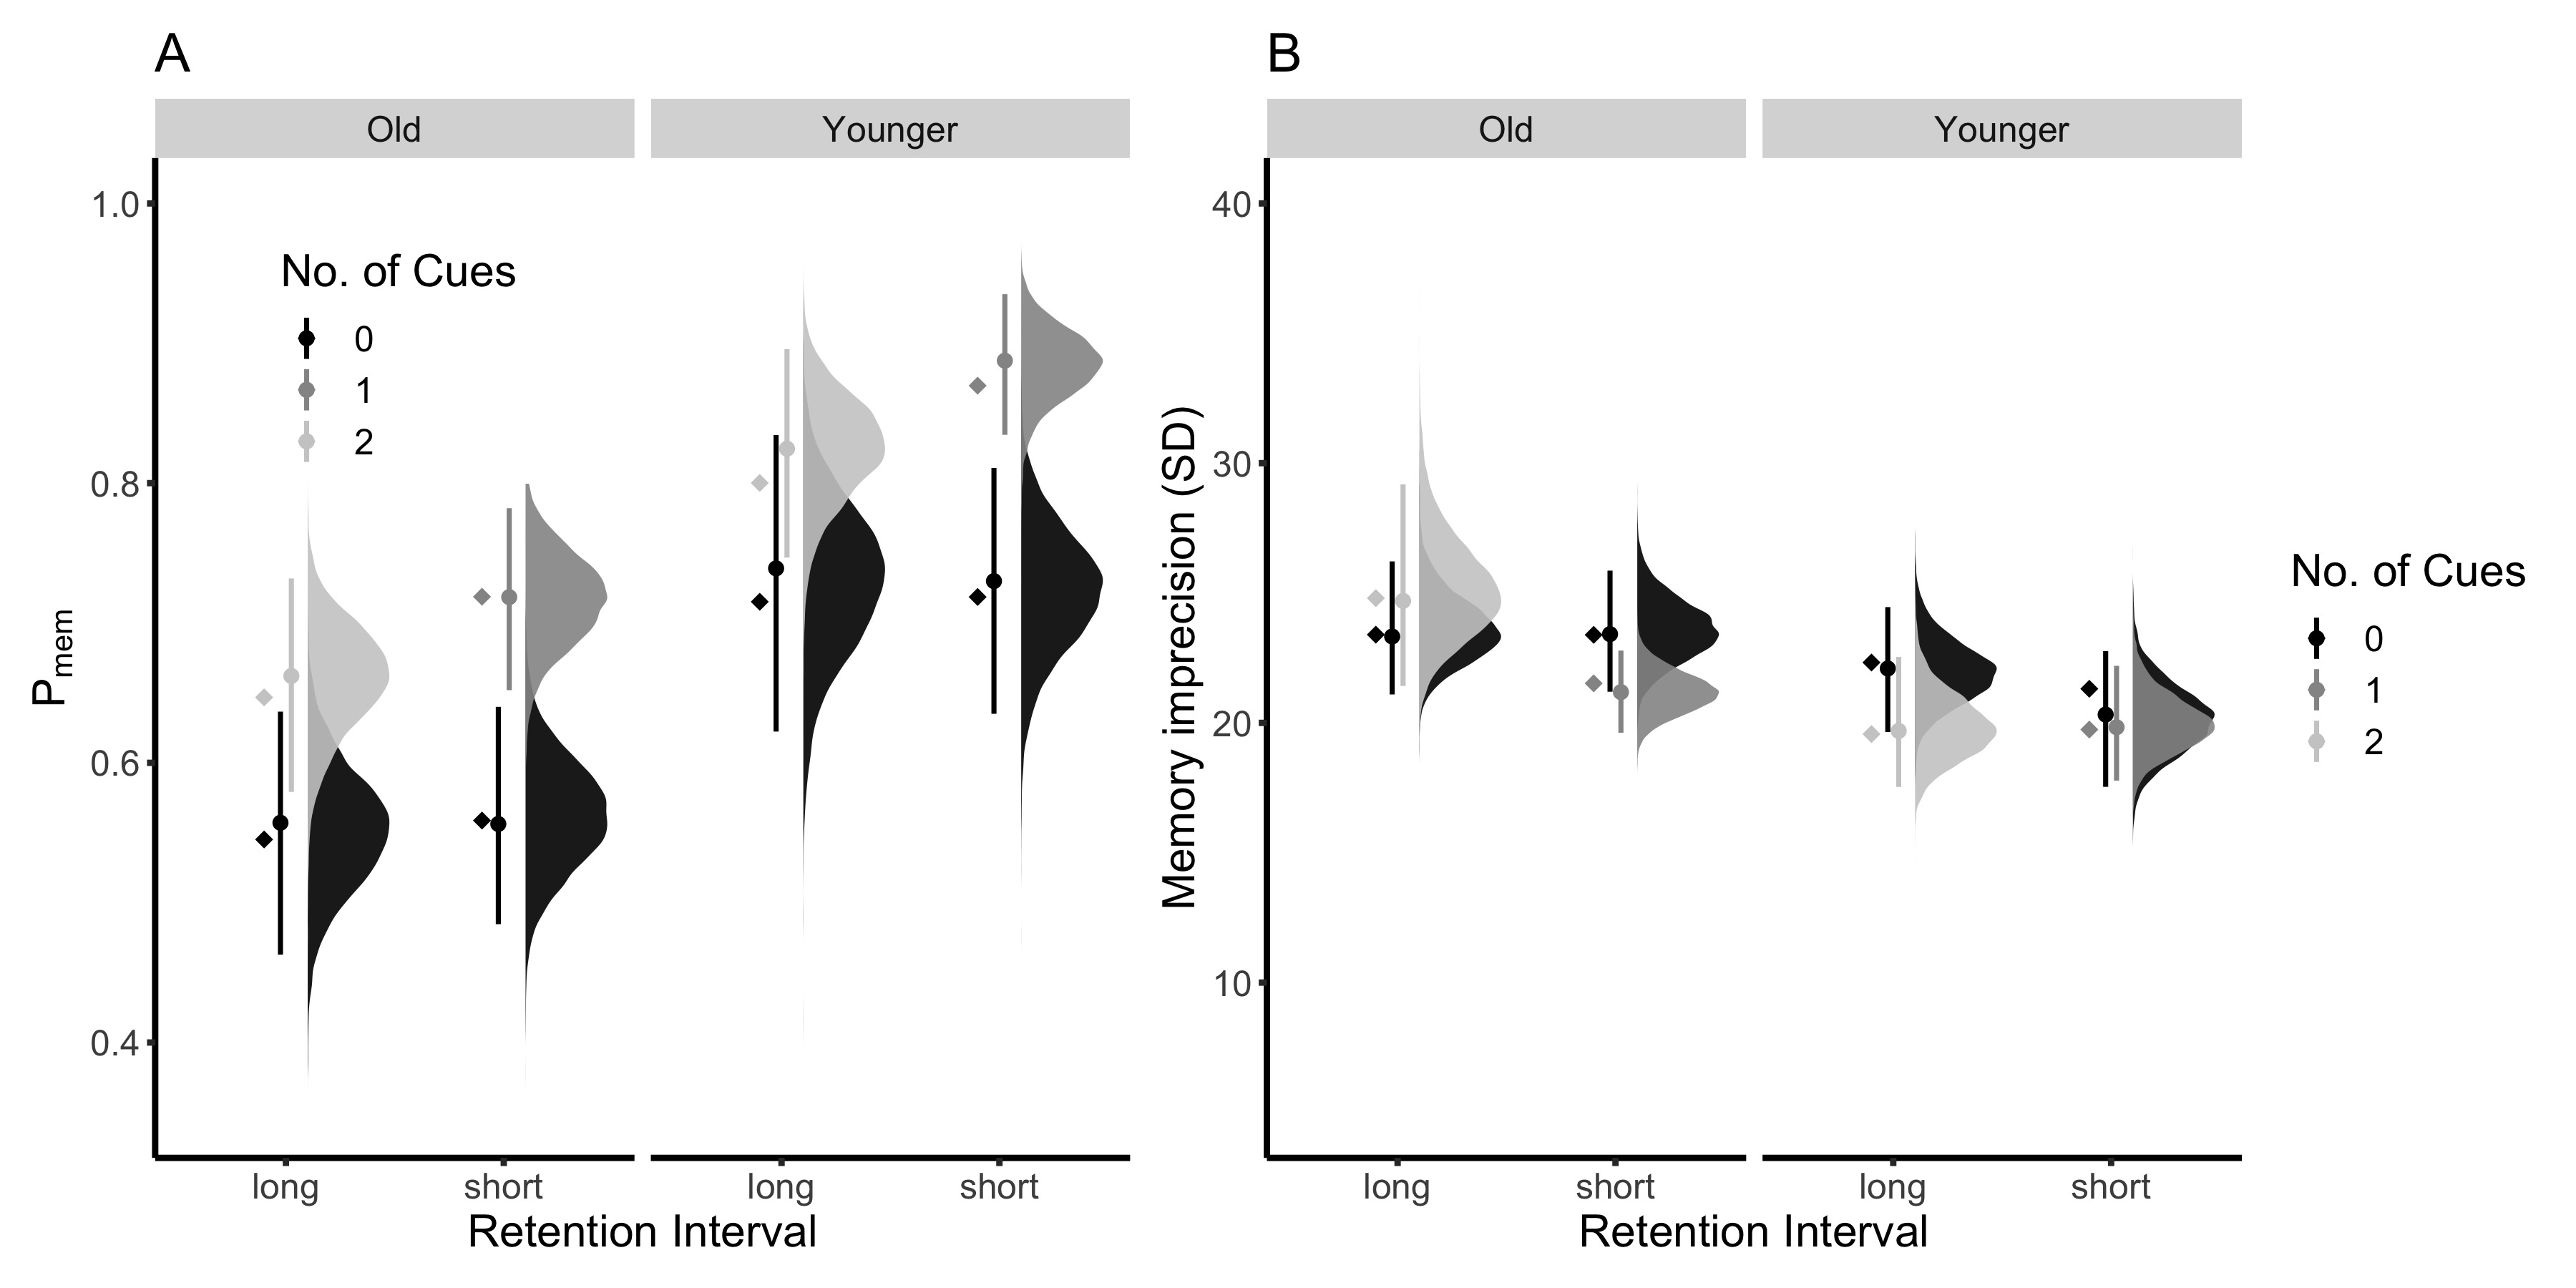 A
Old
Younger
1.0
0.8
0.6
0.4
P_mem
No. of Cues
0
1
2
long
short
long
short
Retention Interval
B
Old
Younger
40
30
20
10
Memory imprecision (SD)
long
short
long
short
Retention Interval
No. of Cues
0
1
2